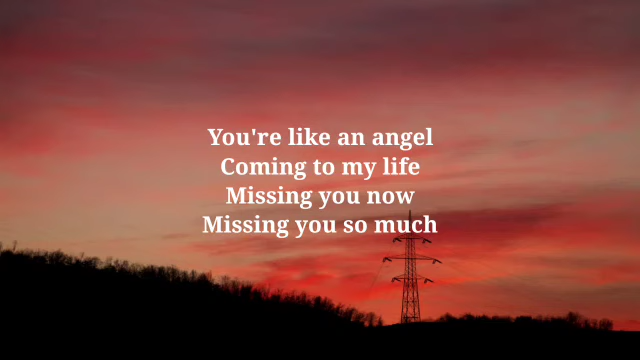 You're like an angel
Coming to my life
Missing you now
Missing you so much